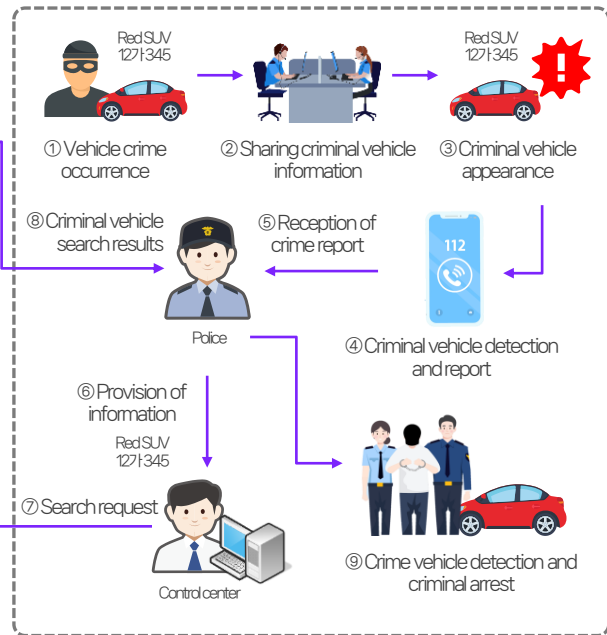 Red SUV
12가345
① Vehicle crime
occurrence
② Sharing criminal vehicle
information
Red SUV
12가345
③ Criminal vehicle
appearance
⑧ Criminal vehicle
search results
Police
⑤ Reception of
crime report
112
④ Criminal vehicle detection
and report
⑥ Provision of
information
Red SUV
12가345
⑦ Search request
Control center
⑨ Crime vehicle detection and
criminal arrest